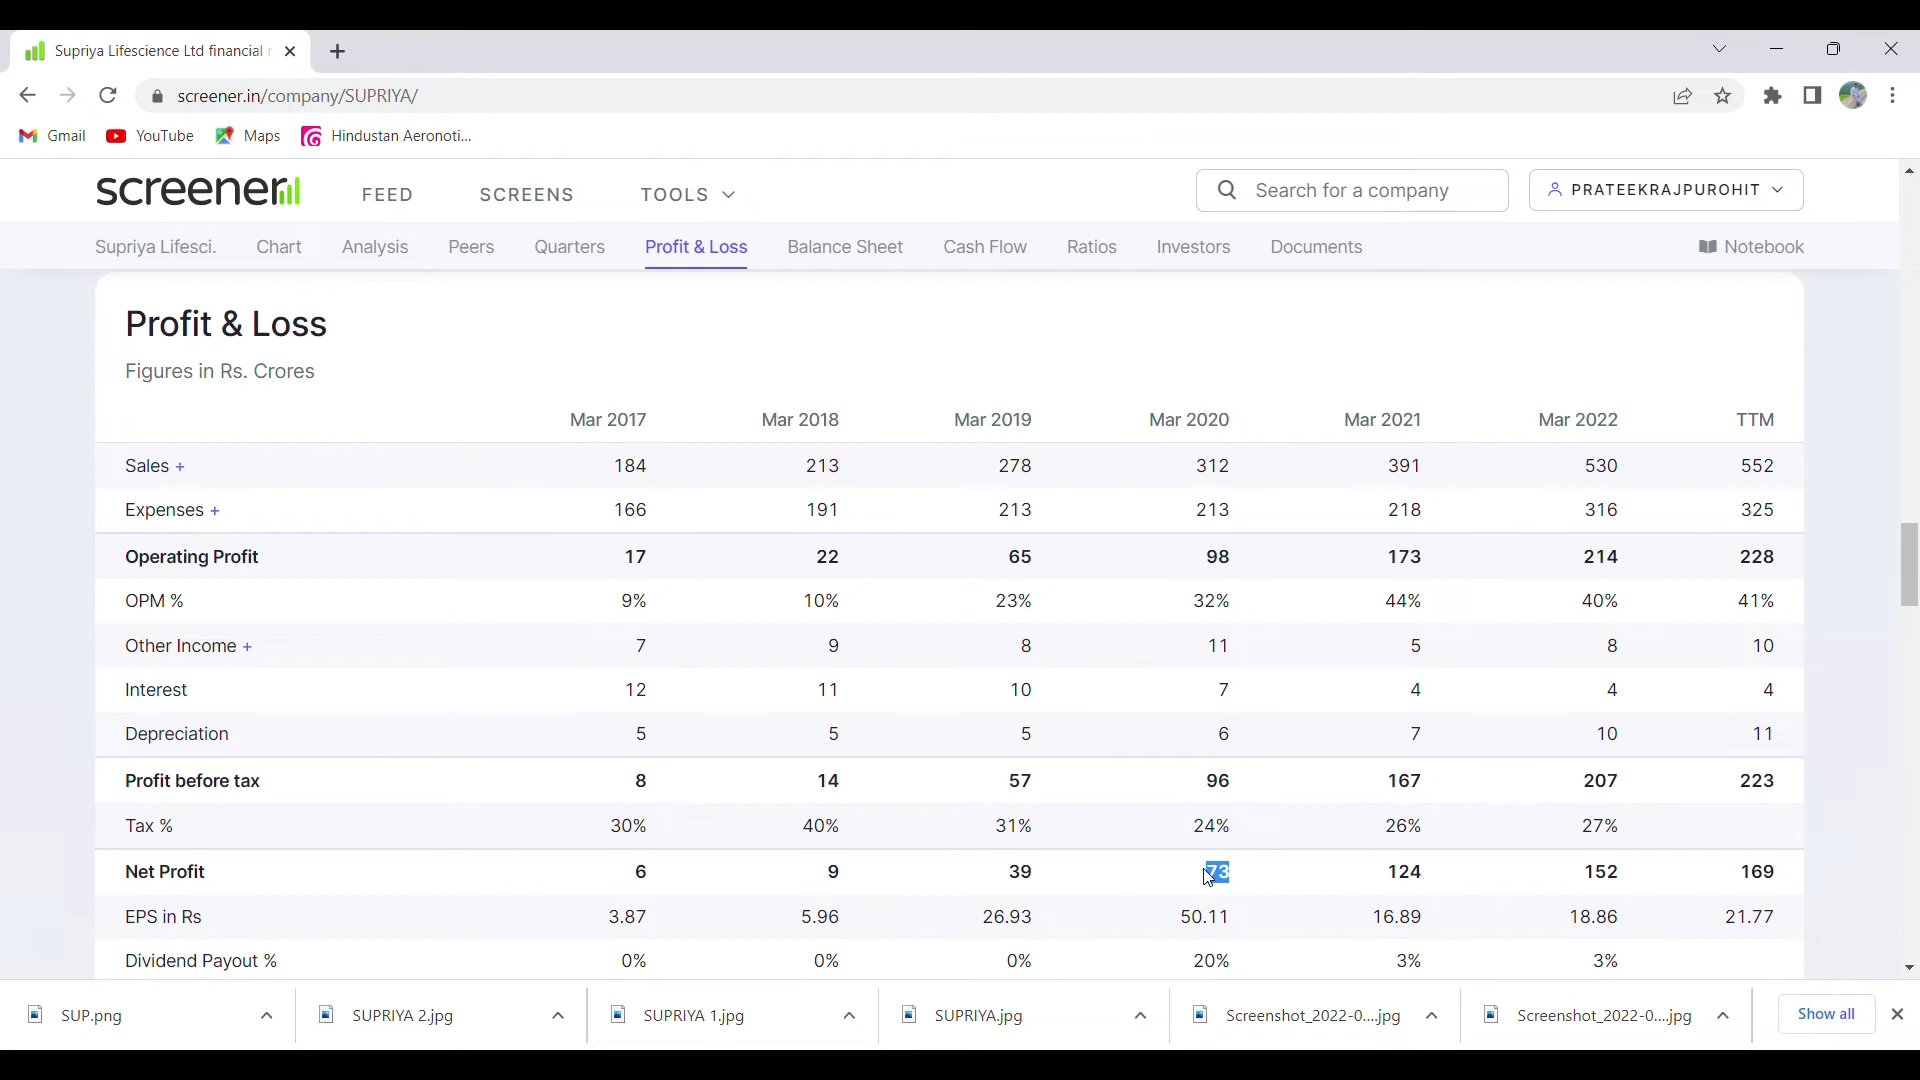 Supriya Lifescience Ltd financial r
screener.in/company/SUPRIYA/
Gmail YouTube Maps Hindustan Aeronoti...
screener FEED SCREENS TOOLS Search for a company PRATEEKRAJPUROHIT
Supriya Lifesci. Chart Analysis Peers Quarters Profit & Loss Balance Sheet Cash Flow Ratios Investors Documents Notebook
Profit & Loss
Figures in Rs. Crores
Mar 2017 Mar 2018 Mar 2019 Mar 2020 Mar 2021 Mar 2022 TTM
Sales + 184 213 278 312 391 530 552
Expenses + 166 191 213 213 218 316 325
Operating Profit 17 22 65 98 173 214 228
OPM % 9% 10% 23% 32% 44% 40% 41%
Other Income + 7 9 8 11 5 8 10
Interest 12 11 10 7 4 4 4
Depreciation 5 5 5 6 7 10 11
Profit before tax 8 14 57 96 167 207 223
Tax % 30% 40% 31% 24% 26% 27%
Net Profit 6 9 39 73 124 152 169
EPS in Rs 3.87 5.96 26.93 50.11 16.89 18.86 21.77
Dividend Payout % 0% 0% 0% 20% 3% 3%
SUP.png SUPRIYA 2.jpg SUPRIYA 1.jpg SUPRIYA.jpg Screenshot_2022-0....jpg Screenshot_2022-0....jpg Show all